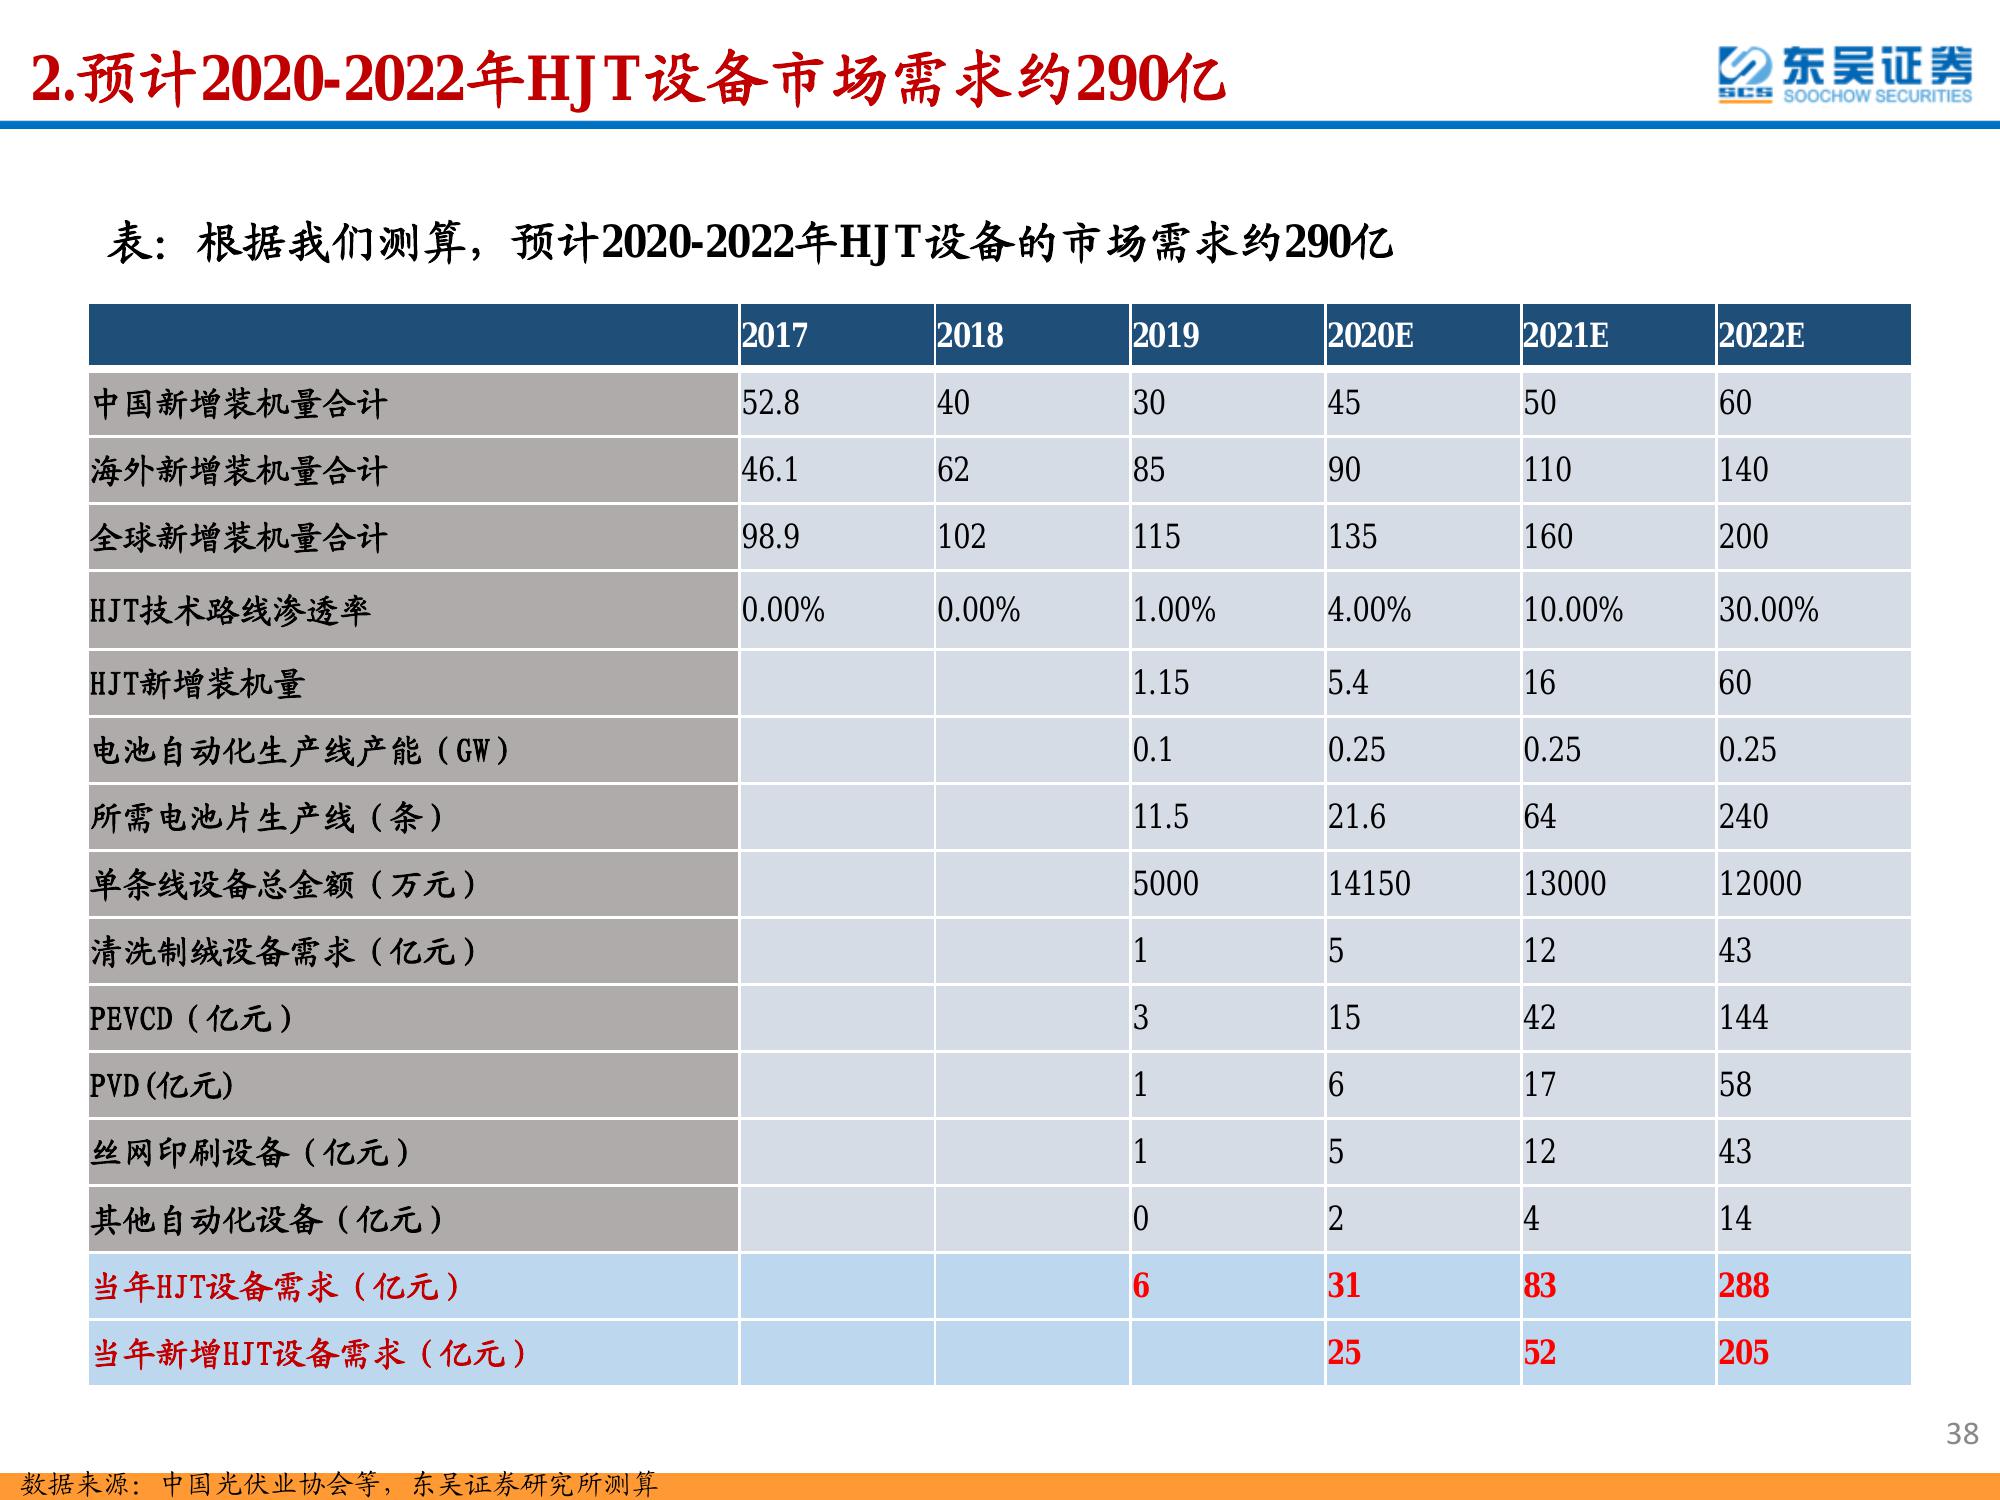 2.预计2020-2022年HJT设备市场需求约290亿
东吴证券
SCS
SOOCHOW SECURITIES
表：根据我们测算，预计2020-2022年HJT设备的市场需求约290亿
2017 2018 2019 2020E 2021E 2022E
中国新增装机量合计 52.8 40 30 45 50 60
海外新增装机量合计 46.1 62 85 90 110 140
全球新增装机量合计 98.9 102 115 135 160 200
HJT技术路线渗透率 0.00% 0.00% 1.00% 4.00% 10.00% 30.00%
HJT新增装机量 1.15 5.4 16 60
电池自动化生产线产能（GW） 0.1 0.25 0.25 0.25
所需电池片生产线（条） 11.5 21.6 64 240
单条线设备总金额（万元） 5000 14150 13000 12000
清洗制绒设备需求（亿元） 1 5 12 43
PEVCD（亿元） 3 15 42 144
PVD(亿元) 1 6 17 58
丝网印刷设备（亿元） 1 5 12 43
其他自动化设备（亿元） 0 2 4 14
当年HJT设备需求（亿元） 6 31 83 288
当年新增HJT设备需求（亿元） 25 52 205
38
数据来源：中国光伏业协会等，东吴证券研究所测算